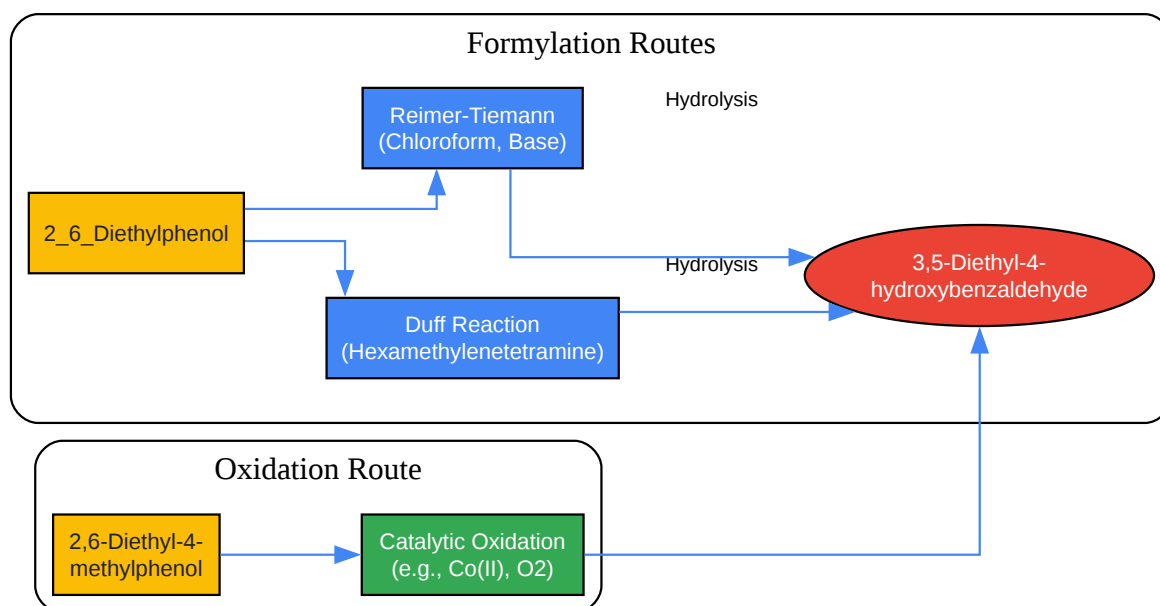 Formylation Routes
Reimer-Tiemann
(Chloroform, Base)
Hydrolysis
2_6_Diethylphenol
Hydrolysis
3,5-Diethyl-4-
hydroxybenzaldehyde
Duff Reaction
(Hexamethylenetetramine)
Oxidation Route
2,6-Diethyl-4-
methylphenol
Catalytic Oxidation
(e.g., Co(II), O2)